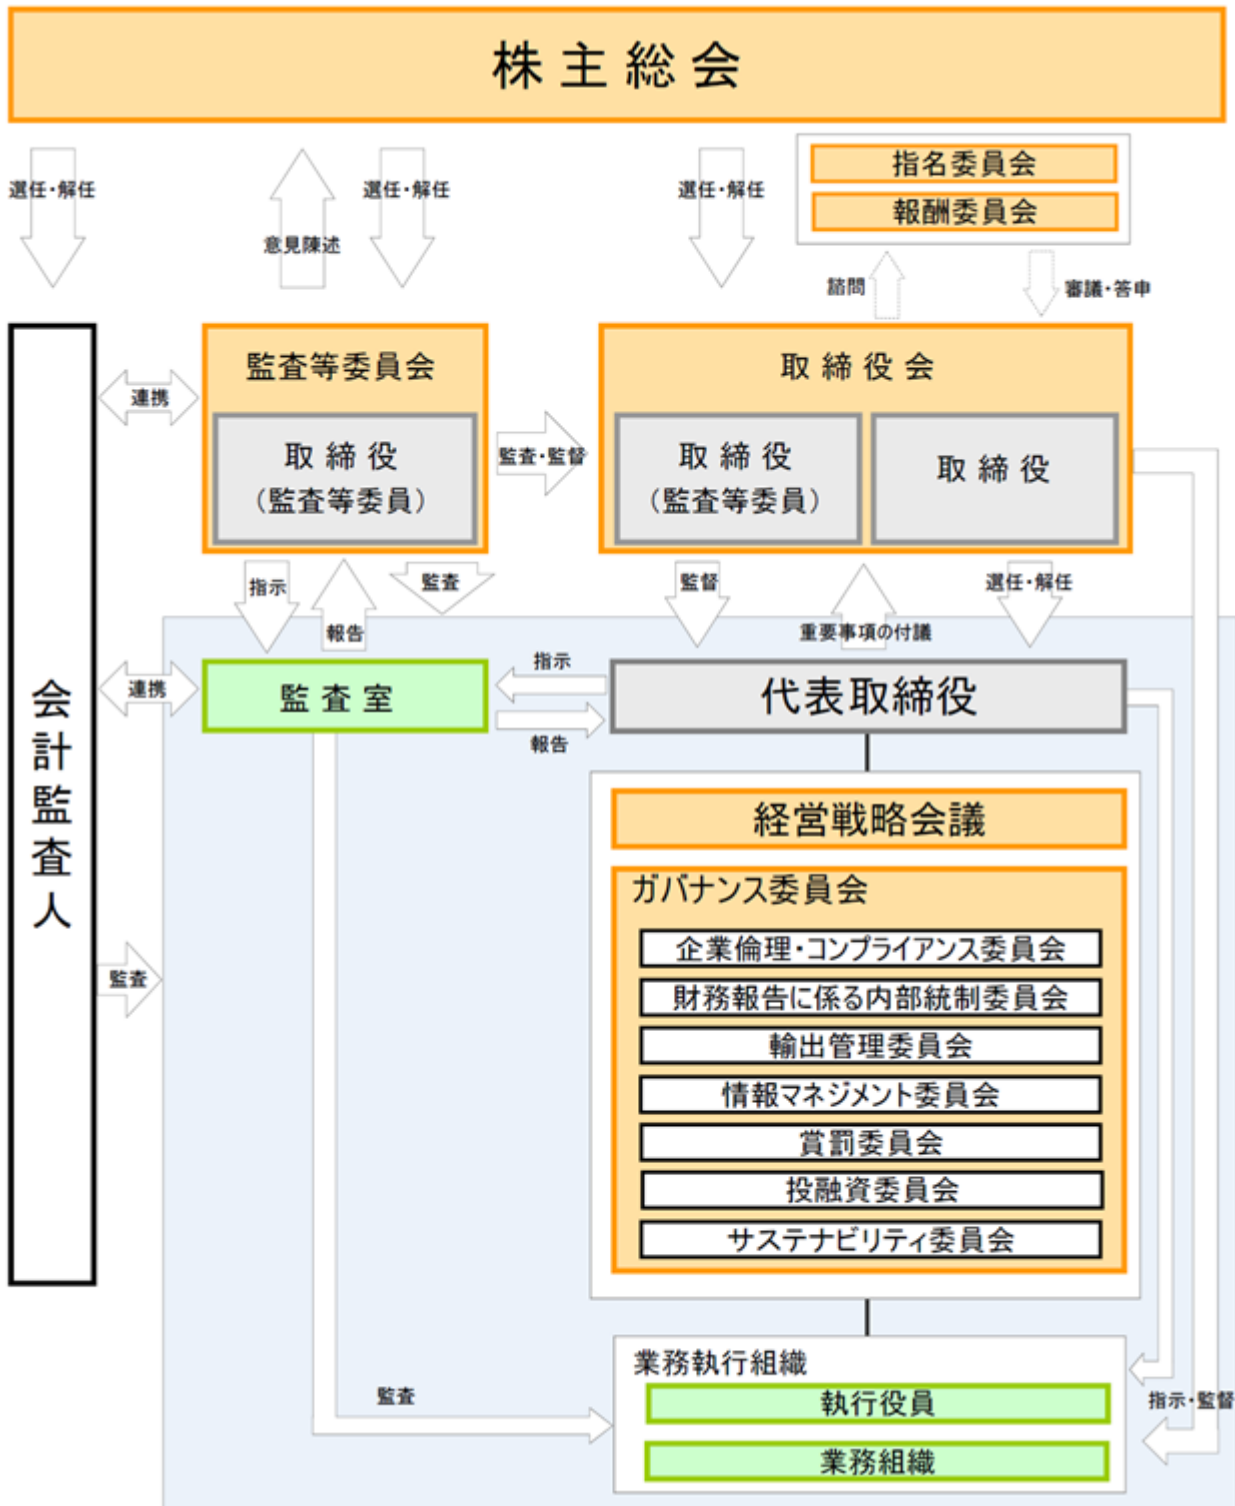 株主総会
指名委員会
報酬委員会
選任・解任
意見陳述
選任・解任
選任・解任
諮問
審議・答申
会計監査人
連携
監査等委員会
取締役
（監査等委員）
監査・監督
取締役会
取締役
（監査等委員）
取締役
指示
報告
監査
監督
重要事項の付議
選任・解任
連携
監査室
指示
報告
代表取締役
経営戦略会議
ガバナンス委員会
企業倫理・コンプライアンス委員会
財務報告に係る内部統制委員会
輸出管理委員会
情報マネジメント委員会
賞罰委員会
投融資委員会
サステナビリティ委員会
監査
業務執行組織
執行役員
業務組織
監査
指示・監督